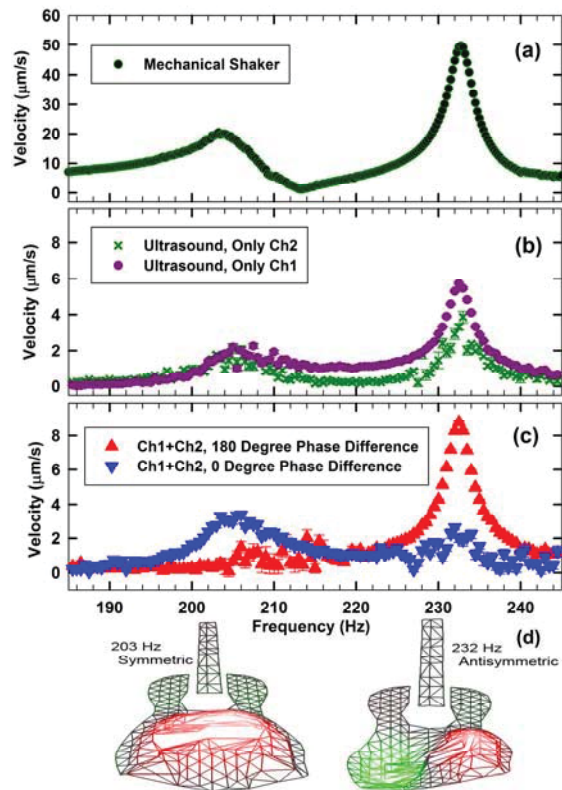 60
50
40
30
20
10
0
Velocity (µm/s)
Mechanical Shaker
(a)
8
6
4
2
0
Velocity (µm/s)
Ultrasound, Only Ch2
Ultrasound, Only Ch1
(b)
8
6
4
2
0
Velocity (µm/s)
Ch1+Ch2, 180 Degree Phase Difference
Ch1+Ch2, 0 Degree Phase Difference
(c)
190 200 210 220 230 240
Frequency (Hz)
(d)
203 Hz
Symmetric
232 Hz
Antisymmetric